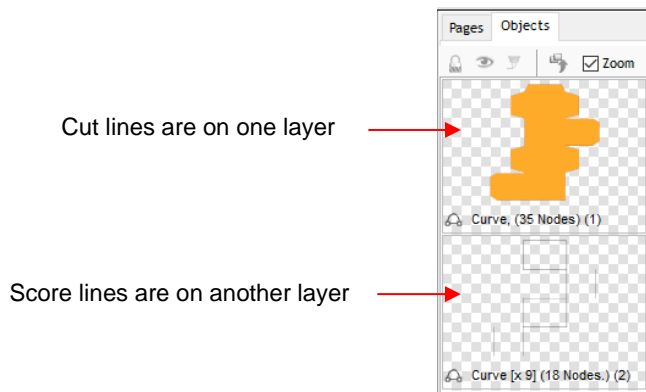 Pages Objects
Zoom
Cut lines are on one layer
Curve, (35 Nodes) (1)
Score lines are on another layer
Curve [x 9] (18 Nodes.) (2)